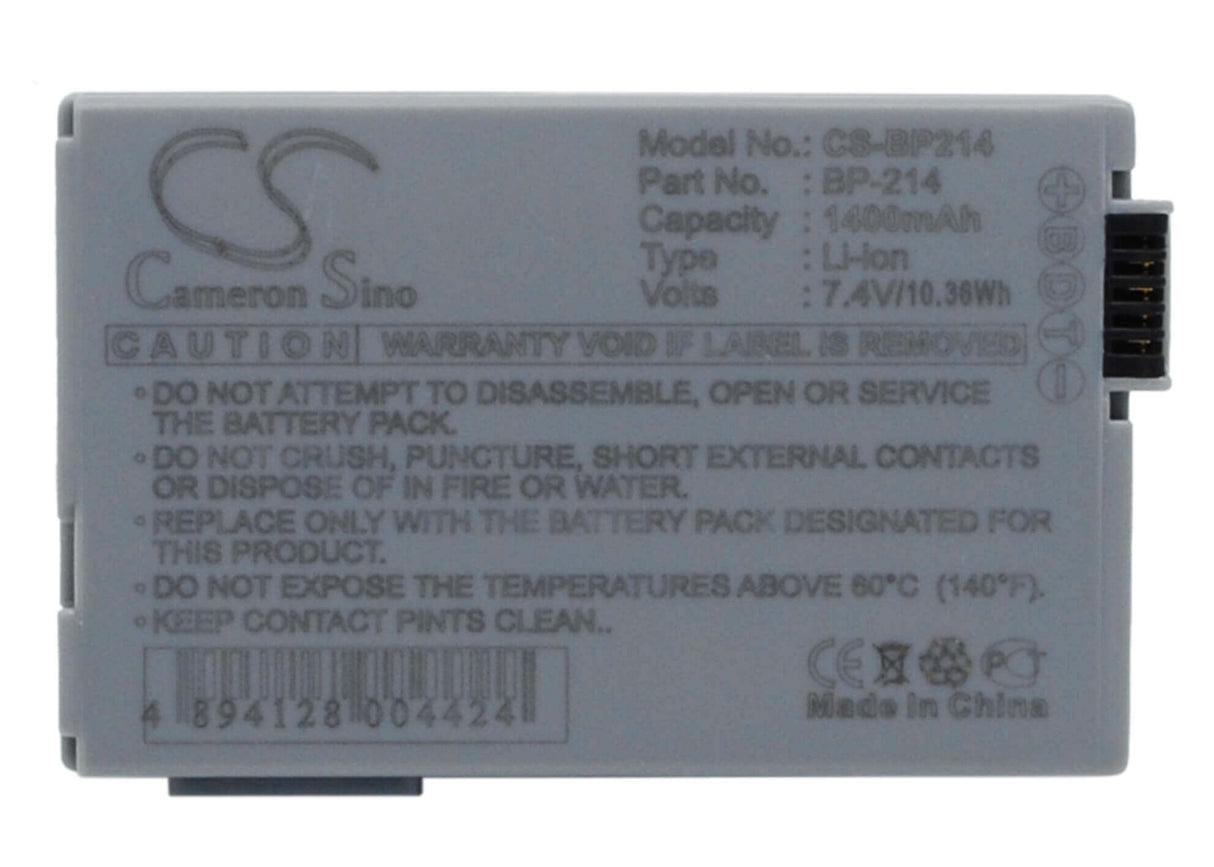 CS
Cameron Sino
Model No.: CS-BP214
Part No. : BP-214
Capacity : 1400mAh
Type : Li-ion
Volts : 7.4V/10.36Wh
+
B
D
T
−
CAUTION WARRANTY VOID IF LABEL IS REMOVED
•DO NOT ATTEMPT TO DISASSEMBLE, OPEN OR SERVICE
THE BATTERY PACK.
•DO NOT CRUSH, PUNCTURE, SHORT EXTERNAL CONTACTS
OR DISPOSE OF IN FIRE OR WATER.
•REPLACE ONLY WITH THE BATTERY PACK DESIGNATED FOR
THIS PRODUCT.
•DO NOT EXPOSE THE TEMPERATURES ABOVE 60°C (140°F).
•KEEP CONTACT PINTS CLEAN..
4 894128 004424
CE PCT
Made In China